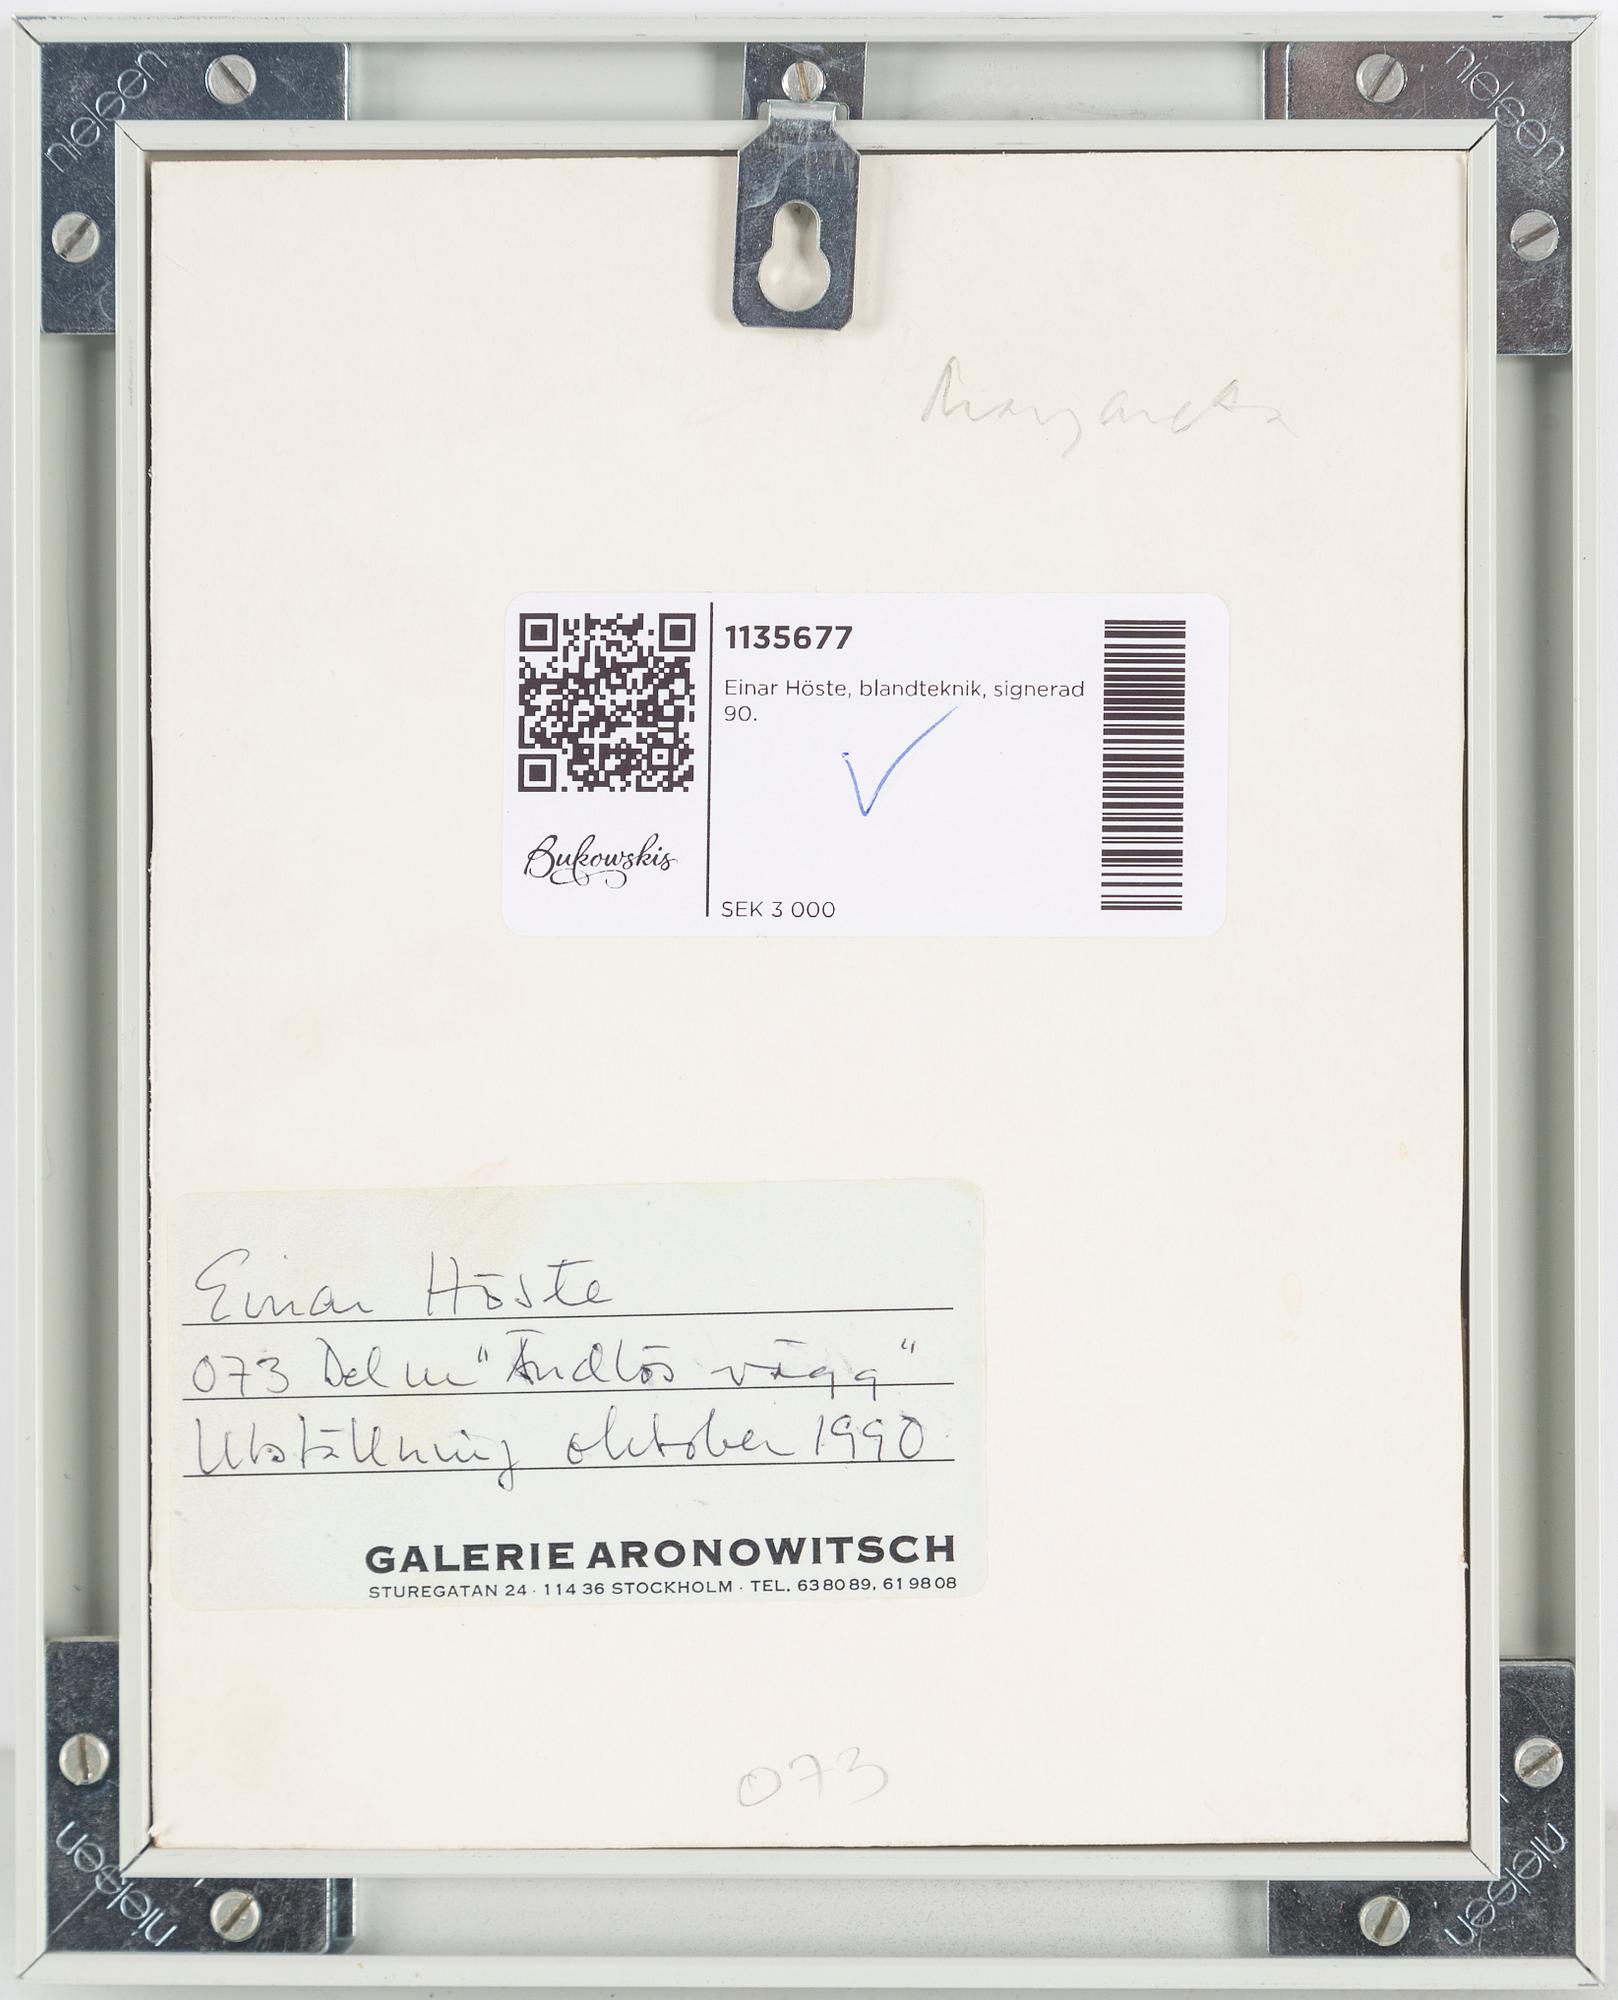 nielsen
nielsen
Margareta
1135677
Einar Höste, blandteknik, signerad
90.
Bukowskis
SEK 3 000
Einar Höste
073 Del ur "Ändlös vägg"
Utställning oktober 1990
GALERIE ARONOWITSCH
STUREGATAN 24 · 114 36 STOCKHOLM · TEL. 63 80 89, 61 98 08
073
nielsen
nielsen